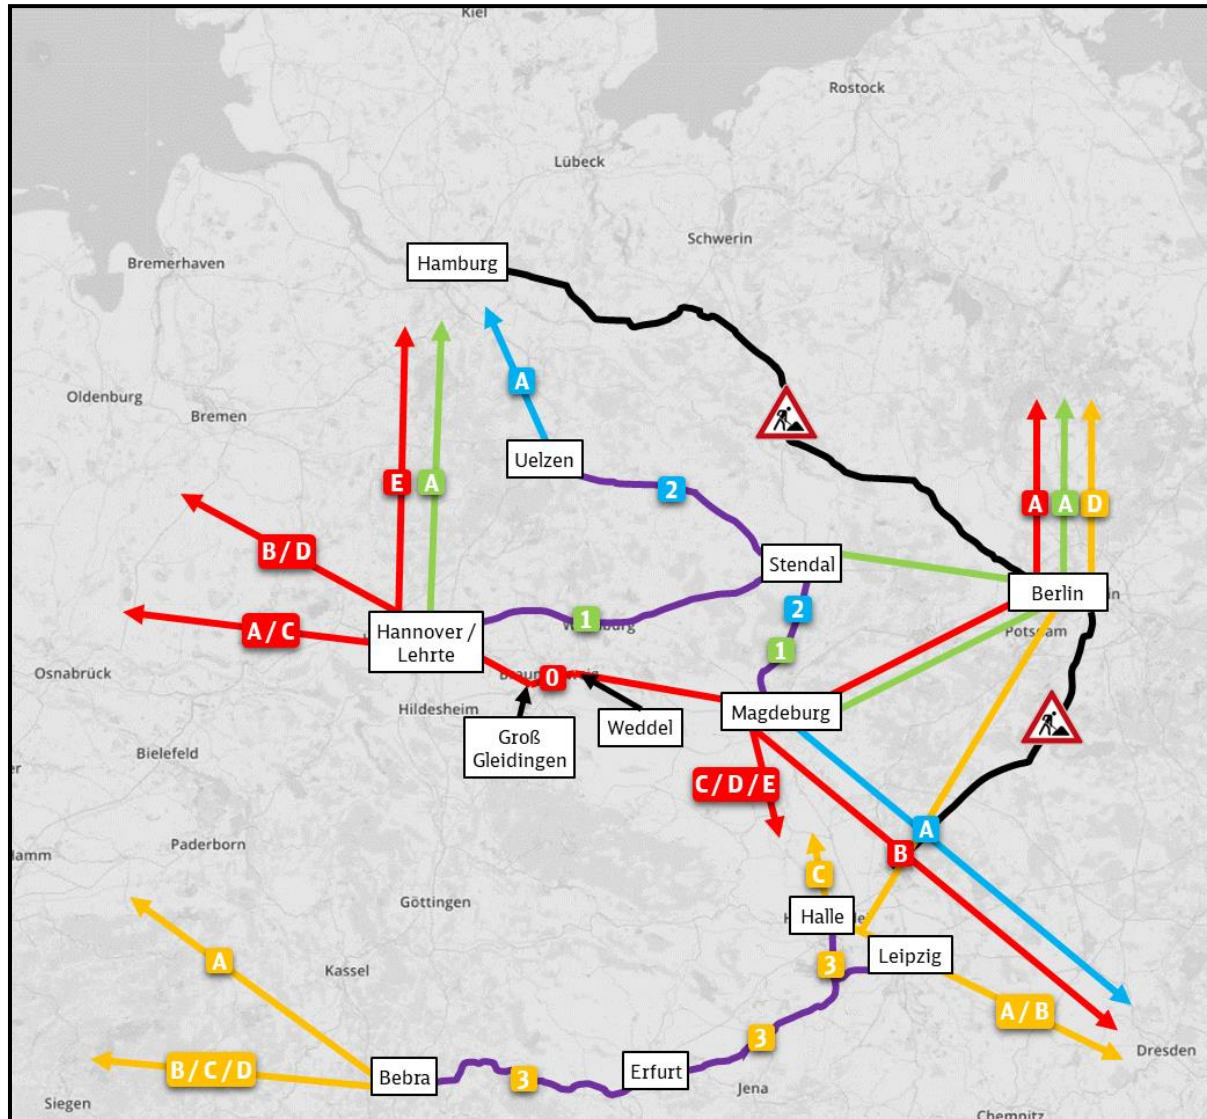 Kiel
Rostock
Lübeck
Schwerin
Hamburg
Bremerhaven
A
Oldenburg
Bremen
Uelzen
E
A
2
A
A
D
B / D
Stendal
Berlin
2
1
A / C
Hannover /
Lehrte
1
Potsdam
Osnabrück
0
Hildesheim
Weddel
Magdeburg
Groß
Gleidingen
Bielefeld
C / D / E
A
B
Paderborn
C
Göttingen
Halle
A
Kassel
3
Leipzig
A / B
3
Dresden
B / C / D
Bebra
3
Erfurt
Jena
Siegen
Chemnitz